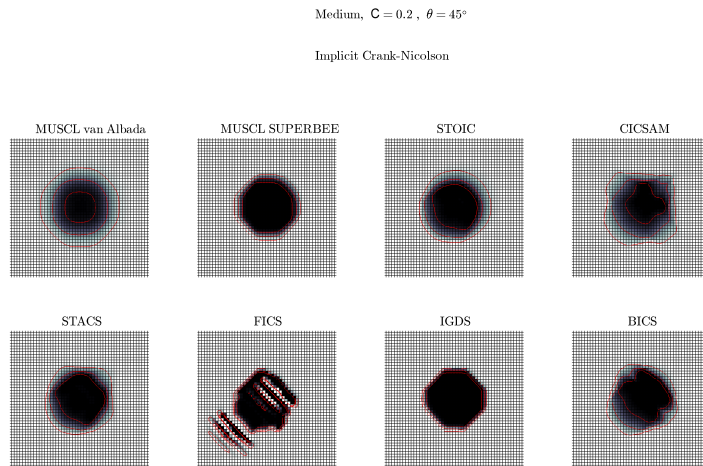 Medium, C = 0.2 , θ = 45°
Implicit Crank-Nicolson
MUSCL van Albada MUSCL SUPERBEE STOIC CICSAM
STACS FICS IGDS BICS